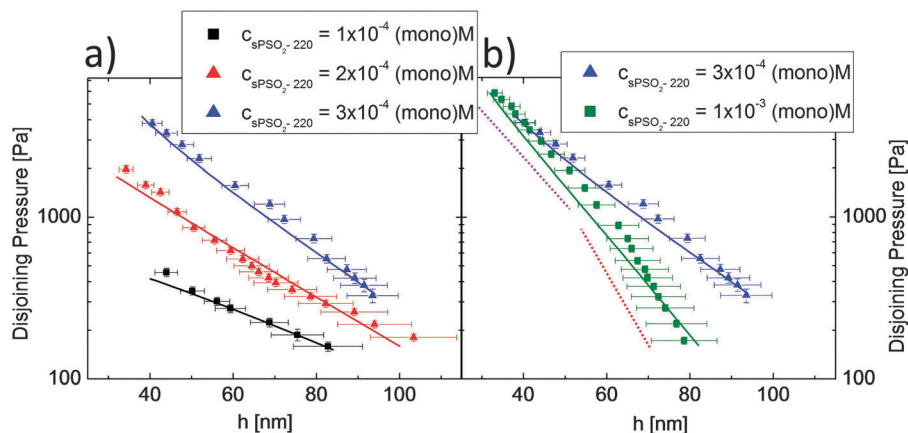 a)
c_sPSO₂-220 = 1x10⁻⁴ (mono)M
c_sPSO₂-220 = 2x10⁻⁴ (mono)M
c_sPSO₂-220 = 3x10⁻⁴ (mono)M
b)
c_sPSO₂-220 = 3x10⁻⁴ (mono)M
c_sPSO₂-220 = 1x10⁻³ (mono)M
Disjoining Pressure [Pa]
1000
100
40 60 80 100
h [nm]
40 60 80 100
h [nm]
1000
100
Disjoining Pressure [Pa]